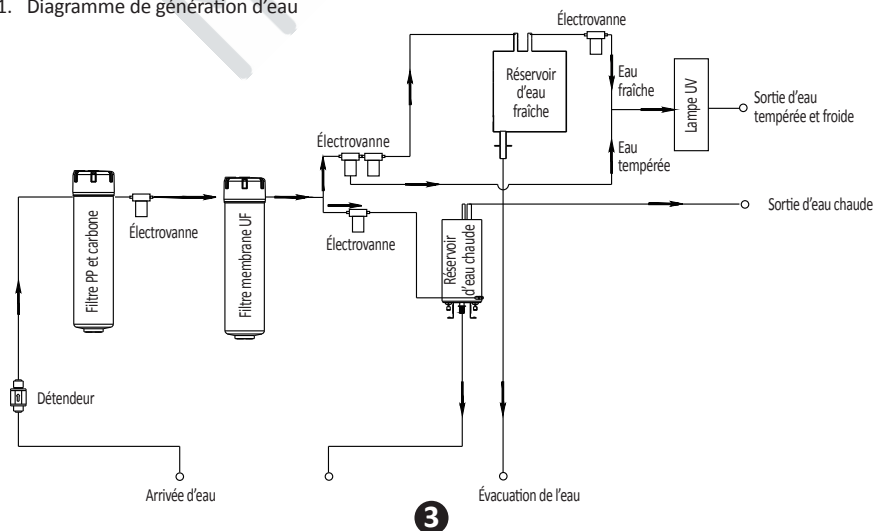 1. Diagramme de génération d'eau
Électrovanne
Réservoir
d'eau
fraîche
Eau
fraîche
Lampe UV
Sortie d'eau
tempérée et froide
Électrovanne
Eau
tempérée
Filtre PP et carbone
Électrovanne
Filtre membrane UF
Électrovanne
Réservoir
d'eau chaude
Sortie d'eau chaude
Détendeur
Arrivée d'eau
Évacuation de l'eau
3